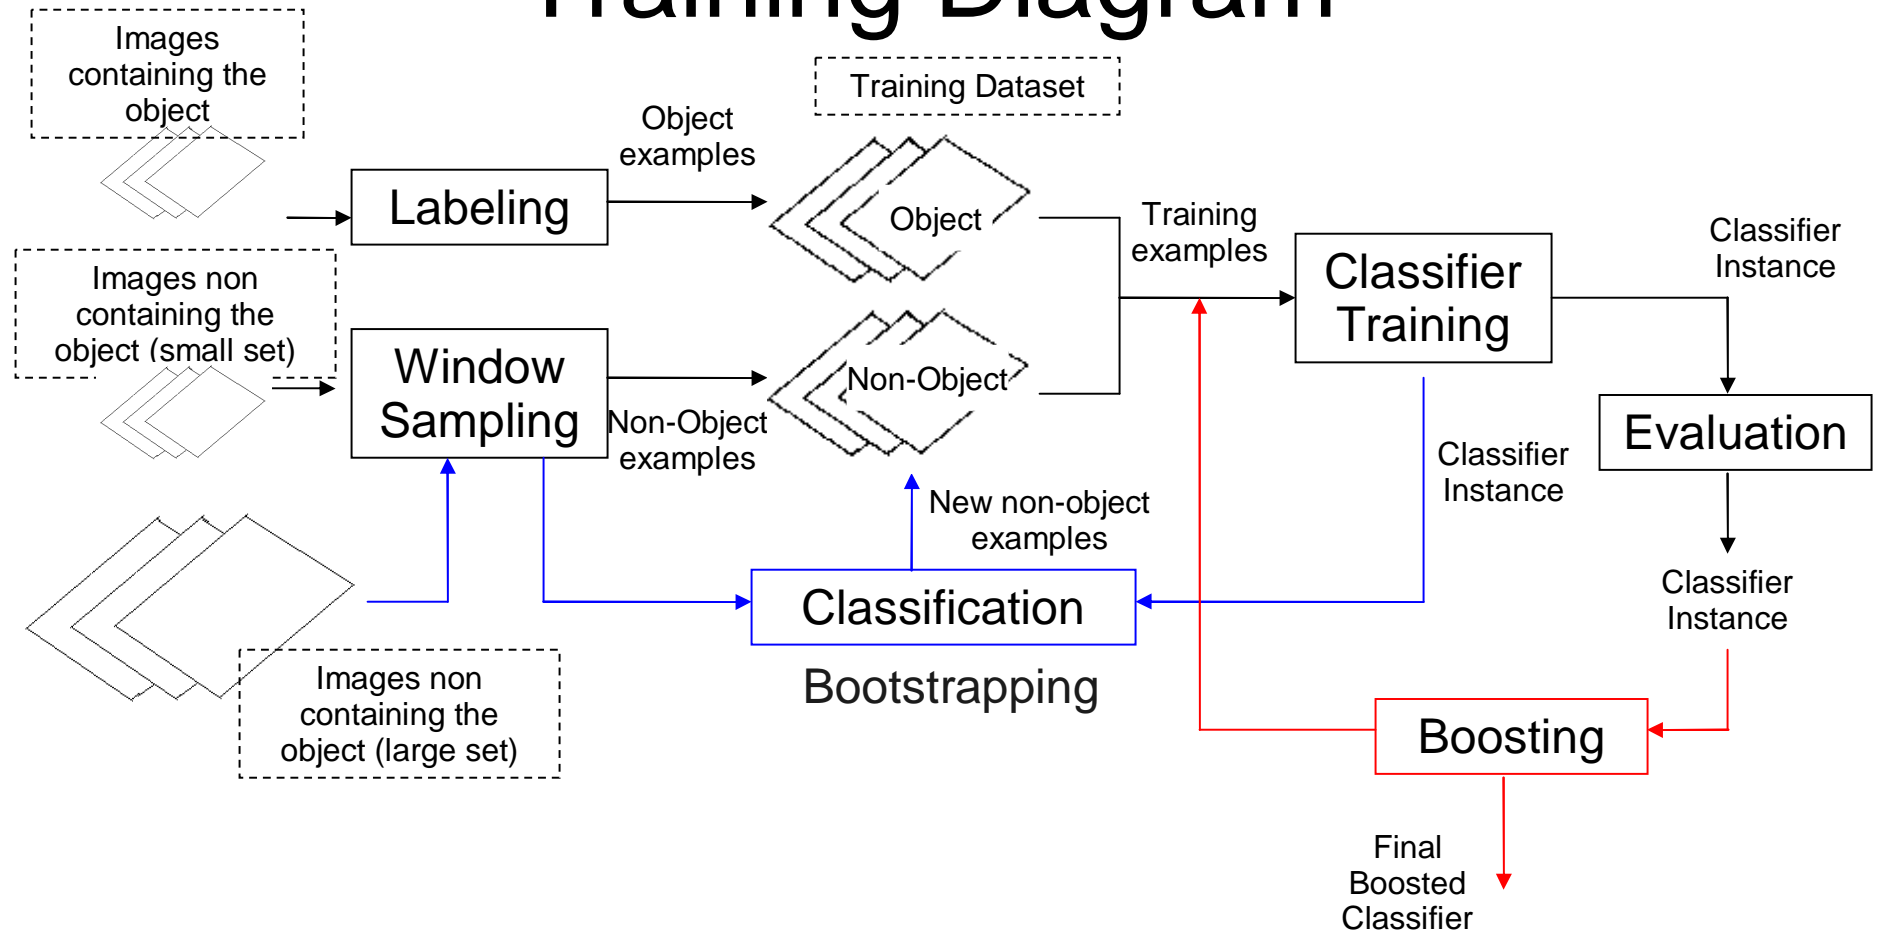 Training Diagram
Images
containing the
object
Training Dataset
Object
examples
Labeling
Object
Training
examples
Classifier
Instance
Images non
containing the
object (small set)
Classifier
Training
Window
Sampling
Non-Object
Non-Object
examples
Evaluation
Classifier
Instance
New non-object
examples
Classification
Bootstrapping
Classifier
Instance
Images non
containing the
object (large set)
Boosting
Final
Boosted
Classifier